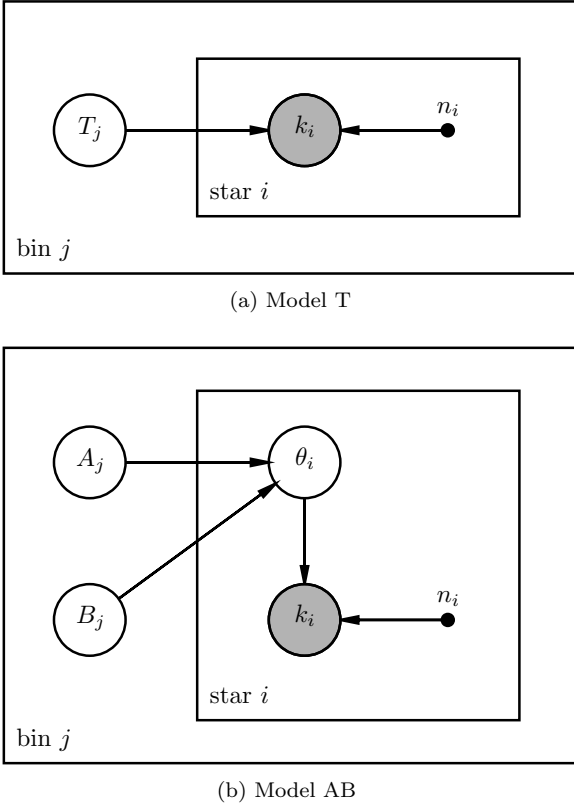 T_j
k_i
n_i
star i
bin j
(a) Model T
A_j
θ_i
B_j
k_i
n_i
star i
bin j
(b) Model AB